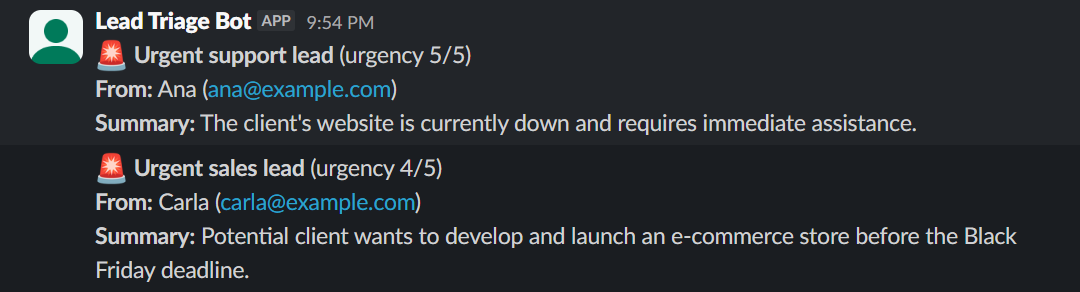 Lead Triage Bot APP 9:54 PM
🚨 Urgent support lead (urgency 5/5)
From: Ana (ana@example.com)
Summary: The client's website is currently down and requires immediate assistance.
🚨 Urgent sales lead (urgency 4/5)
From: Carla (carla@example.com)
Summary: Potential client wants to develop and launch an e-commerce store before the Black
Friday deadline.